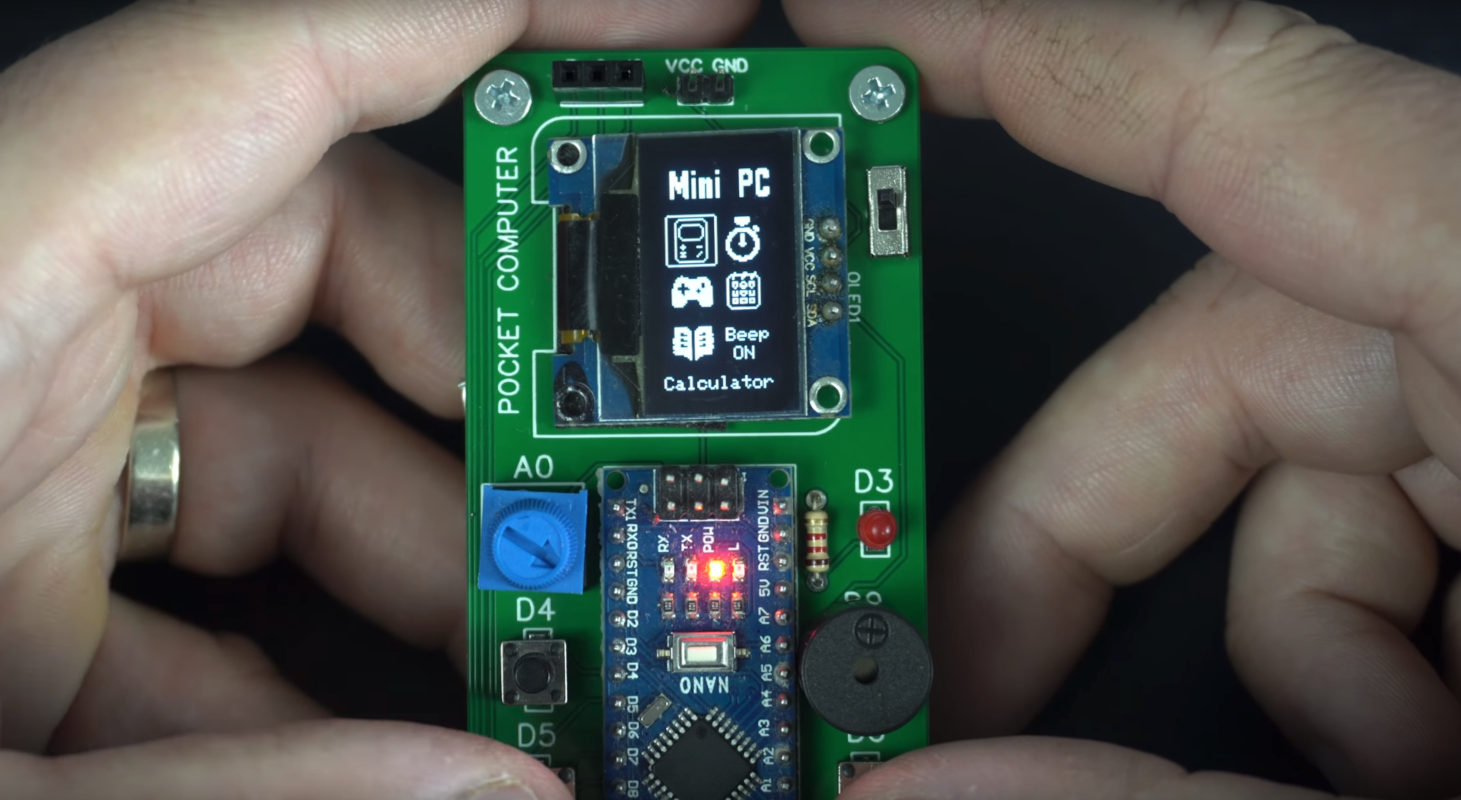 VCC GND
POCKET COMPUTER
Mini PC
Beep
ON
Calculator
GND VCC SCL SDA
OLED1
A0
D3
TX1 RX0 RST GND D2 D3 D4 D5 D6 D7 D8
RX TX POW L
VIN GND RST 5V A7 A6 A5 A4 A3 A2 A1
D4
NANO
D5